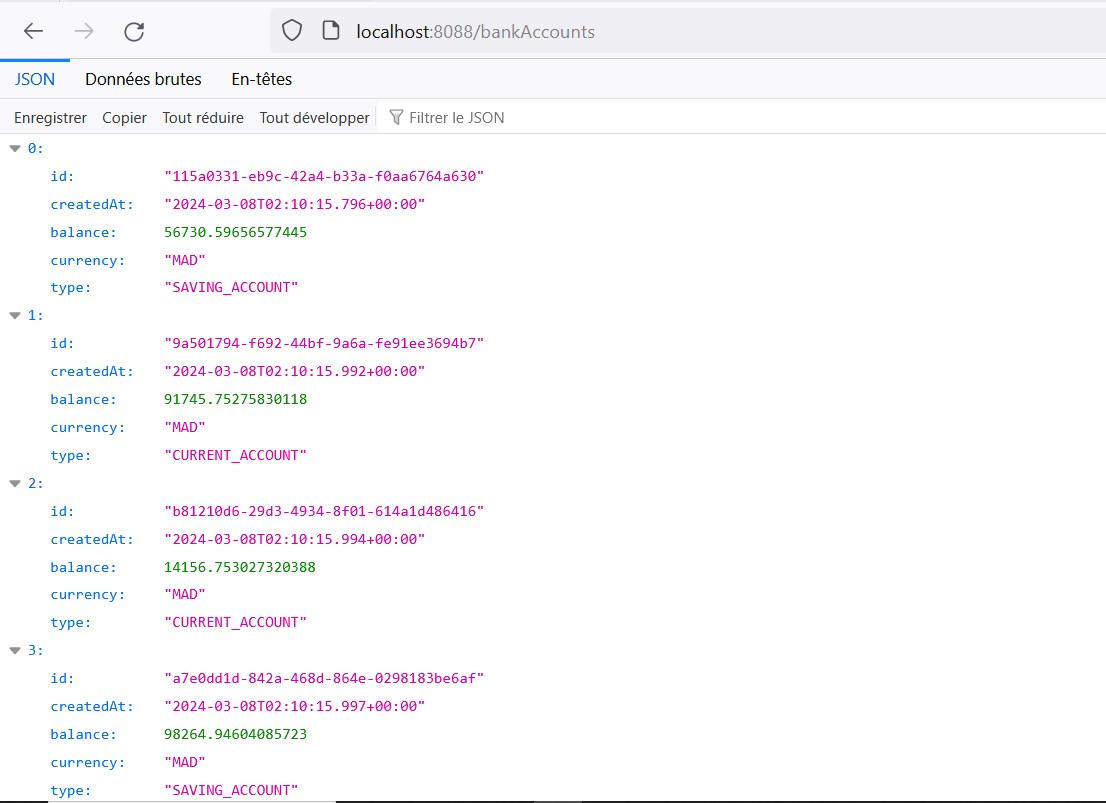 localhost:8088/bankAccounts
JSON Données brutes En-têtes
Enregistrer Copier Tout réduire Tout développer Filtrer le JSON
0:
id: "115a0331-eb9c-42a4-b33a-f0aa6764a630"
createdAt: "2024-03-08T02:10:15.796+00:00"
balance: 56730.59656577445
currency: "MAD"
type: "SAVING_ACCOUNT"
1:
id: "9a501794-f692-44bf-9a6a-fe91ee3694b7"
createdAt: "2024-03-08T02:10:15.992+00:00"
balance: 91745.75275830118
currency: "MAD"
type: "CURRENT_ACCOUNT"
2:
id: "b81210d6-29d3-4934-8f01-614a1d486416"
createdAt: "2024-03-08T02:10:15.994+00:00"
balance: 14156.753027320388
currency: "MAD"
type: "CURRENT_ACCOUNT"
3:
id: "a7e0dd1d-842a-468d-864e-0298183be6af"
createdAt: "2024-03-08T02:10:15.997+00:00"
balance: 98264.94604085723
currency: "MAD"
type: "SAVING_ACCOUNT"